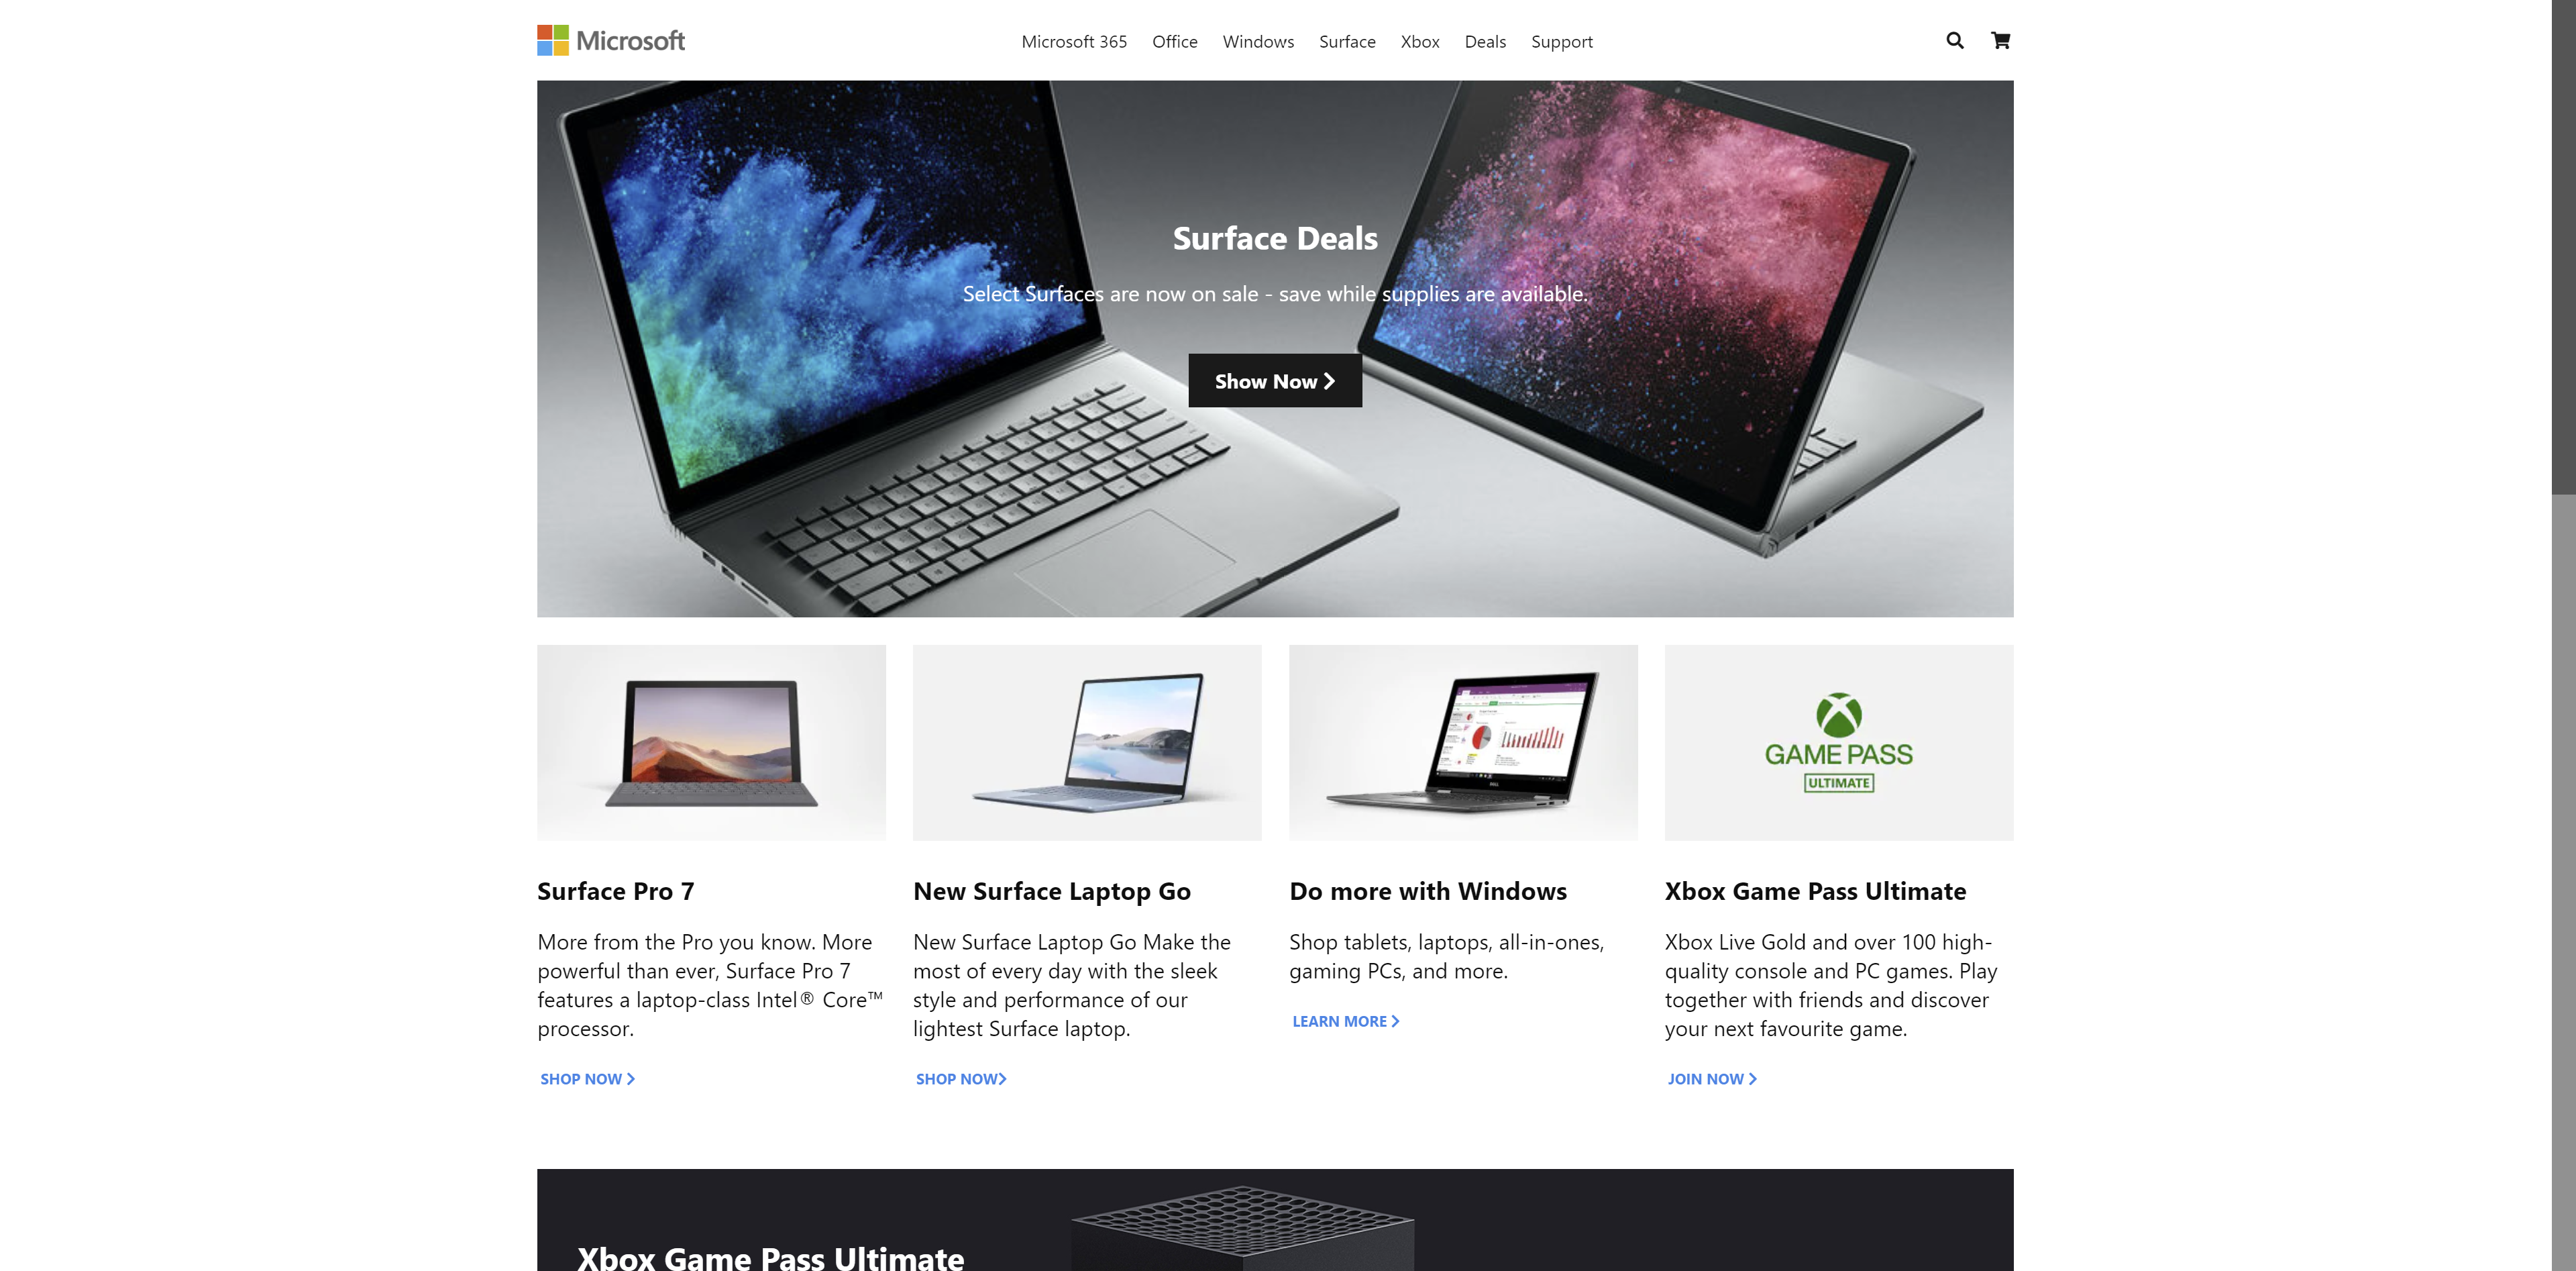 Microsoft
Microsoft 365 Office Windows Surface Xbox Deals Support
Surface Deals
Select Surfaces are now on sale - save while supplies are available.
Show Now
GAME PASS
ULTIMATE
Surface Pro 7
More from the Pro you know. More
powerful than ever, Surface Pro 7
features a laptop-class Intel® Core™
processor.
SHOP NOW
New Surface Laptop Go
New Surface Laptop Go Make the
most of every day with the sleek
style and performance of our
lightest Surface laptop.
SHOP NOW
Do more with Windows
Shop tablets, laptops, all-in-ones,
gaming PCs, and more.
LEARN MORE
Xbox Game Pass Ultimate
Xbox Live Gold and over 100 high-
quality console and PC games. Play
together with friends and discover
your next favourite game.
JOIN NOW
Xbox Game Pass Ultimate